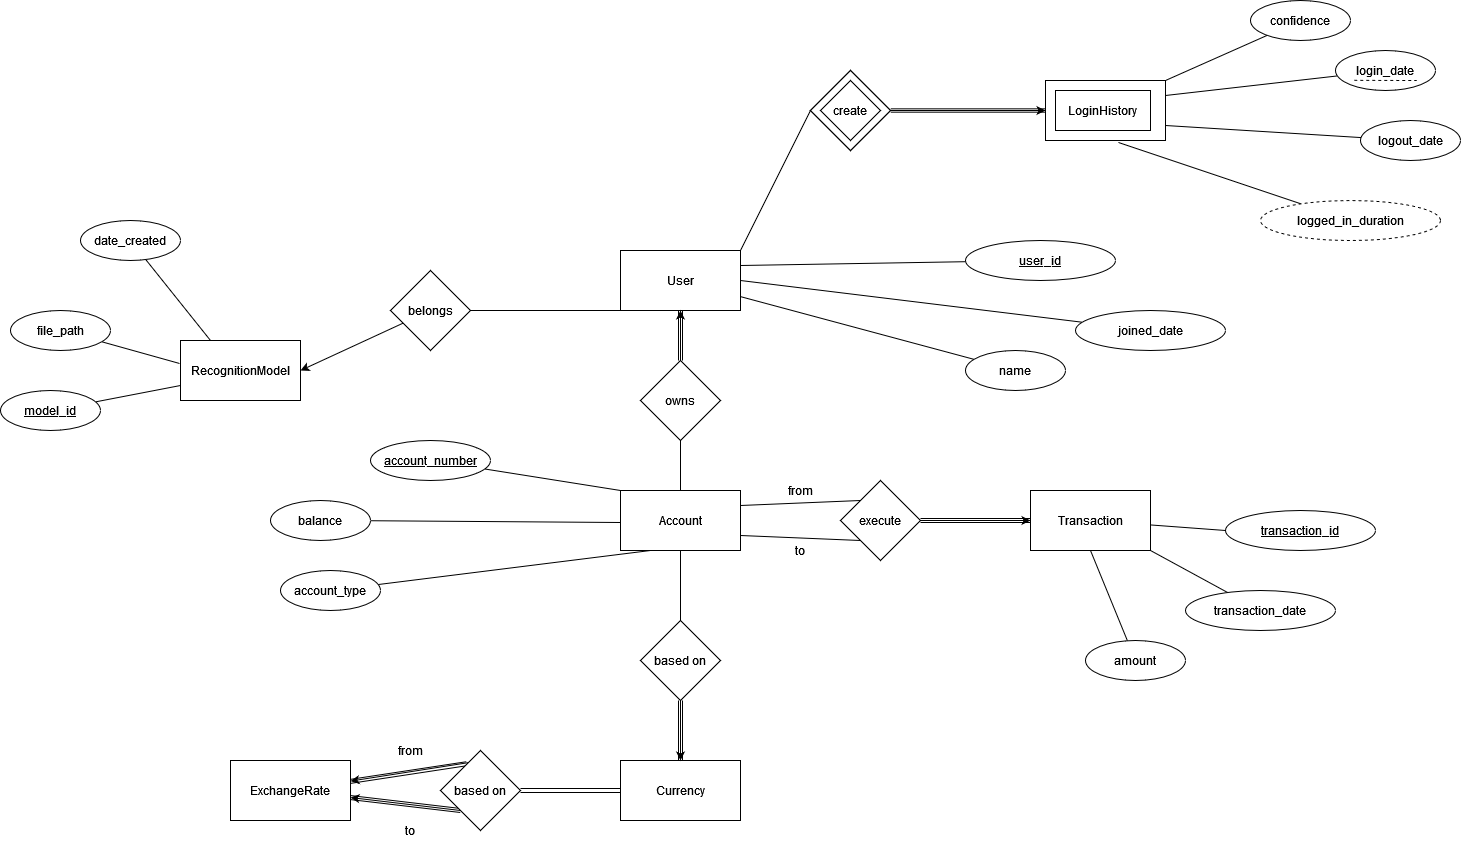 confidence
login_date
create
LoginHistory
logout_date
logged_in_duration
date_created
User
user_id
belongs
file_path
joined_date
RecognitionModel
name
model_id
owns
account_number
from
balance
Account
execute
Transaction
transaction_id
to
account_type
transaction_date
based on
amount
from
ExchangeRate
based on
Currency
to